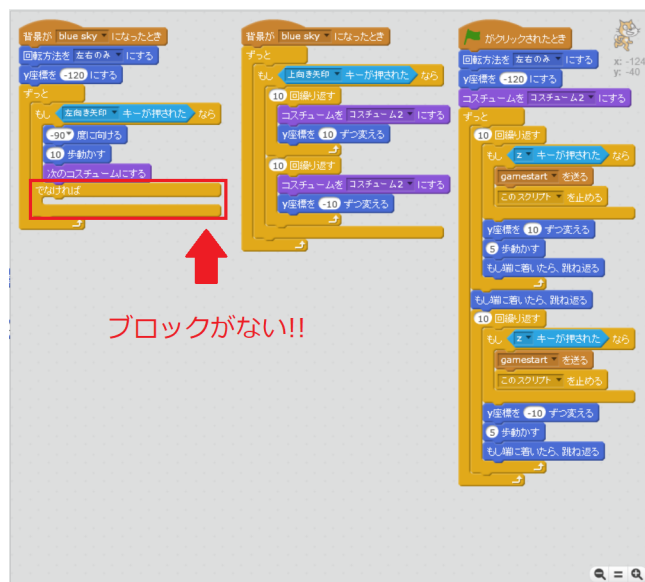 背景が blue sky になったとき
回転方法を 左右のみ にする
y座標を -120 にする
ずっと
もし 左向き矢印 キーが押された なら
-90 度に向ける
10 歩動かす
次のコスチュームにする
でなければ
ブロックがない!!
背景が blue sky になったとき
ずっと
もし 上向き矢印 キーが押された なら
10 回繰り返す
コスチュームを コスチューム2 にする
y座標を 10 ずつ変える
10 回繰り返す
コスチュームを コスチューム2 にする
y座標を -10 ずつ変える
がクリックされたとき
回転方法を 左右のみ にする
y座標を -120 にする
コスチュームを コスチューム2 にする
ずっと
10 回繰り返す
もし z キーが押された なら
gamestart を送る
このスクリプト を止める
y座標を 10 ずつ変える
5 歩動かす
もし端に着いたら、跳ね返る
もし端に着いたら、跳ね返る
10 回繰り返す
もし z キーが押された なら
gamestart を送る
このスクリプト を止める
y座標を -10 ずつ変える
5 歩動かす
もし端に着いたら、跳ね返る
x: -124
y: -40